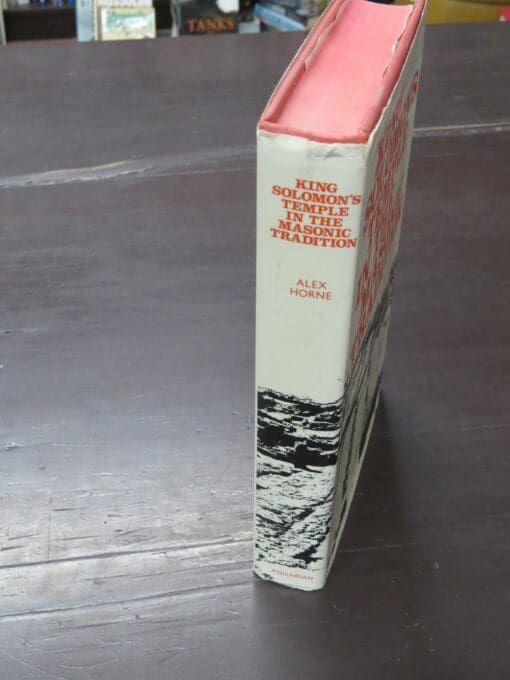 TANKS
KING
SOLOMON'S
TEMPLE
IN THE
MASONIC
TRADITION
ALEX
HORNE
AQUARIAN